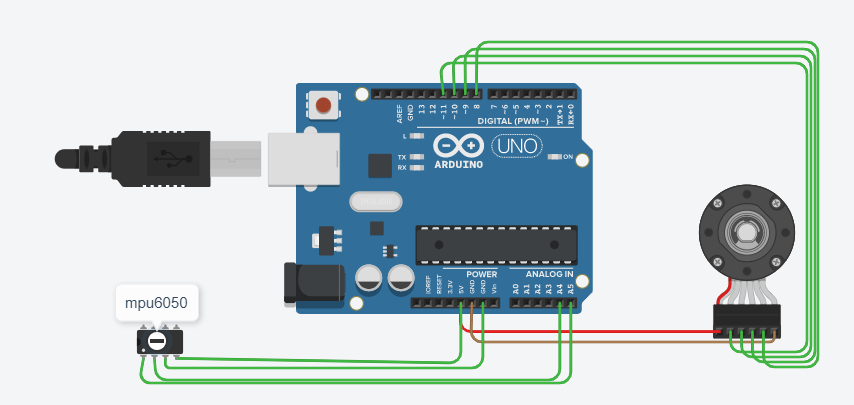 AREF
GND
13
12
~11
~10
~9
8
7
~6
~5
4
~3
2
TX→1
RX←0
DIGITAL (PWM~)
L
TX
RX
ARDUINO
UNO
ON
mpu6050
POWER
ANALOG IN
IOREF
RESET
3.3V
5V
GND
GND
Vin
A0
A1
A2
A3
A4
A5